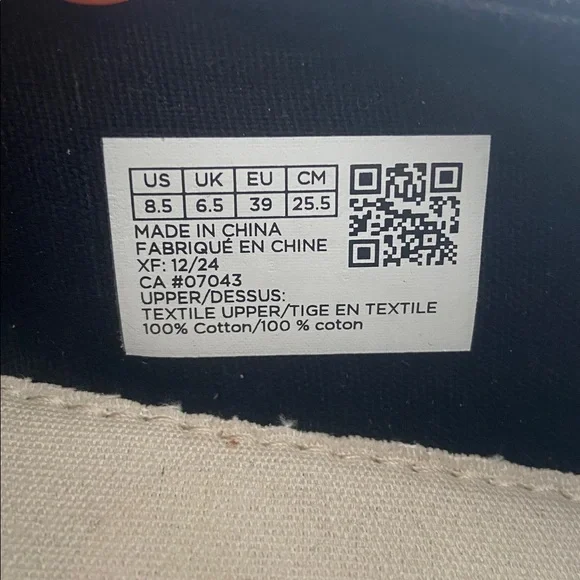 US UK EU CM
8.5 6.5 39 25.5
MADE IN CHINA
FABRIQUÉ EN CHINE
XF: 12/24
CA #07043
UPPER/DESSUS:
TEXTILE UPPER/TIGE EN TEXTILE
100% Cotton/100 % coton